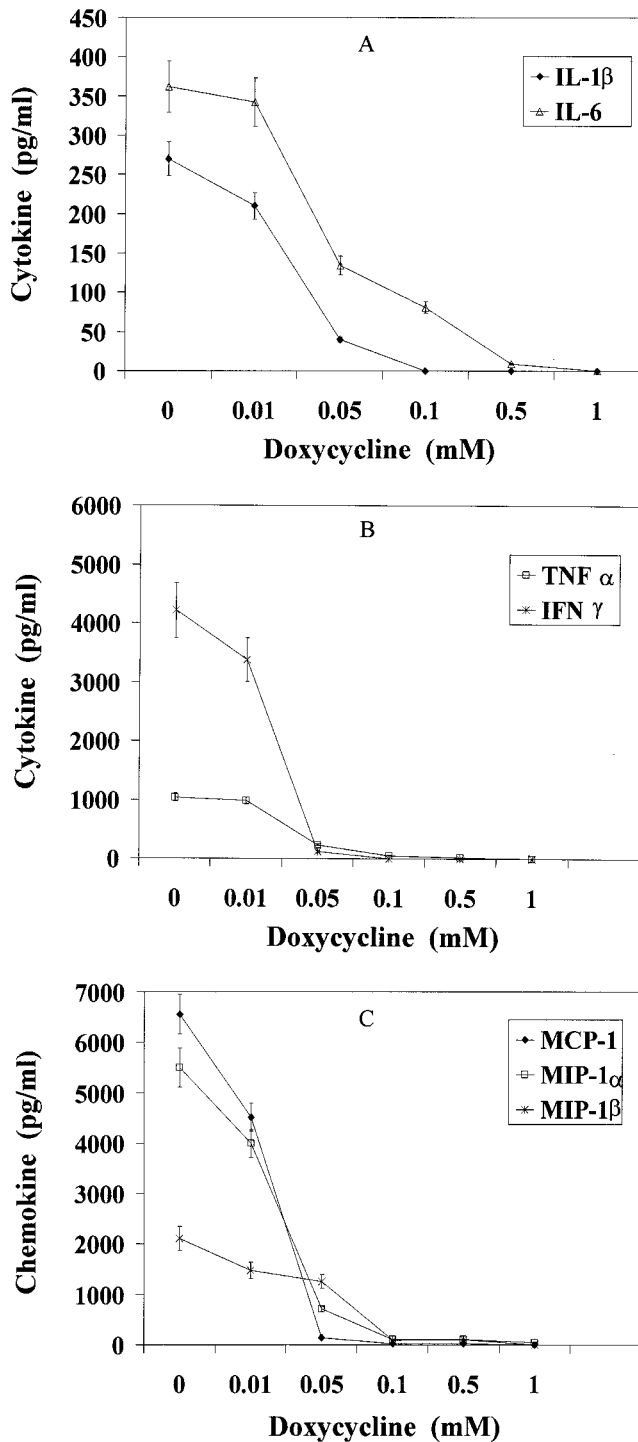 A
Cytokine (pg/ml)
450
400
350
300
250
200
150
100
50
0
IL-1β
IL-6
0 0.01 0.05 0.1 0.5 1
Doxycycline (mM)
B
Cytokine (pg/ml)
6000
5000
4000
3000
2000
1000
0
TNF α
IFN γ
0 0.01 0.05 0.1 0.5 1
Doxycycline (mM)
C
Chemokine (pg/ml)
7000
6000
5000
4000
3000
2000
1000
0
MCP-1
MIP-1α
MIP-1β
0 0.01 0.05 0.1 0.5 1
Doxycycline (mM)